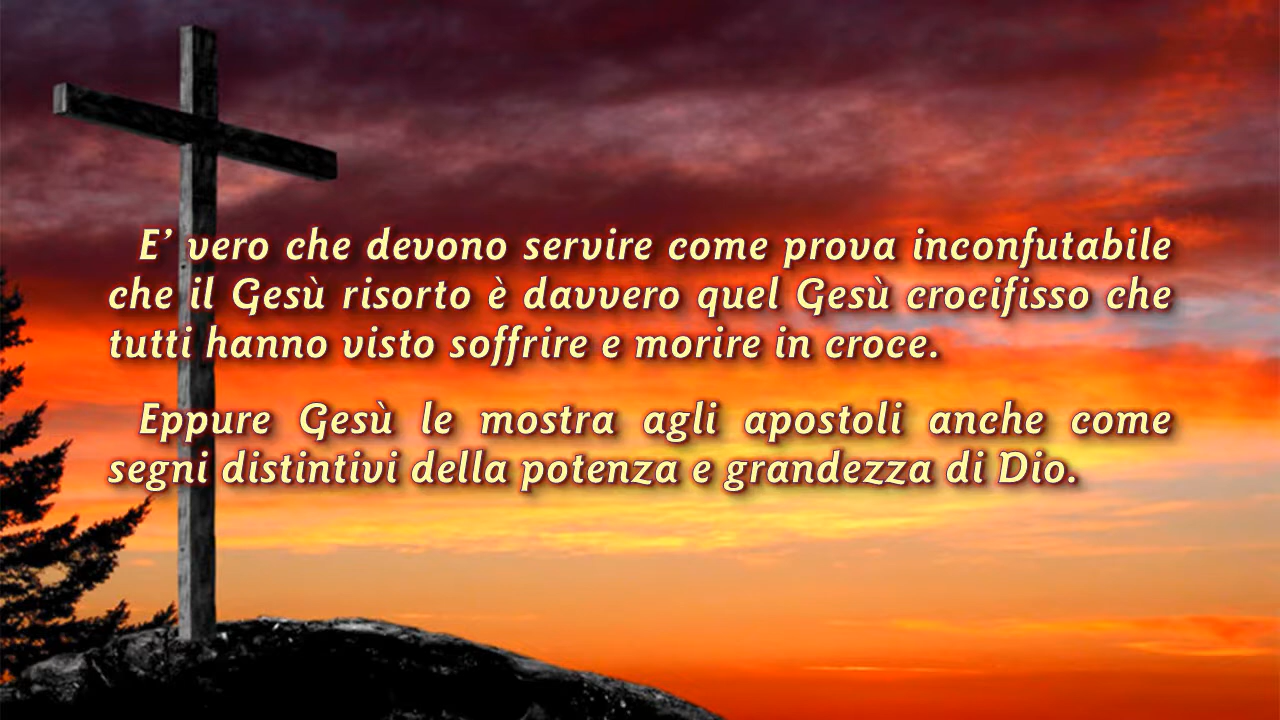 E’ vero che devono servire come prova inconfutabile
che il Gesù risorto è davvero quel Gesù crocifisso che
tutti hanno visto soffrire e morire in croce.
Eppure Gesù le mostra agli apostoli anche come
segni distintivi della potenza e grandezza di Dio.